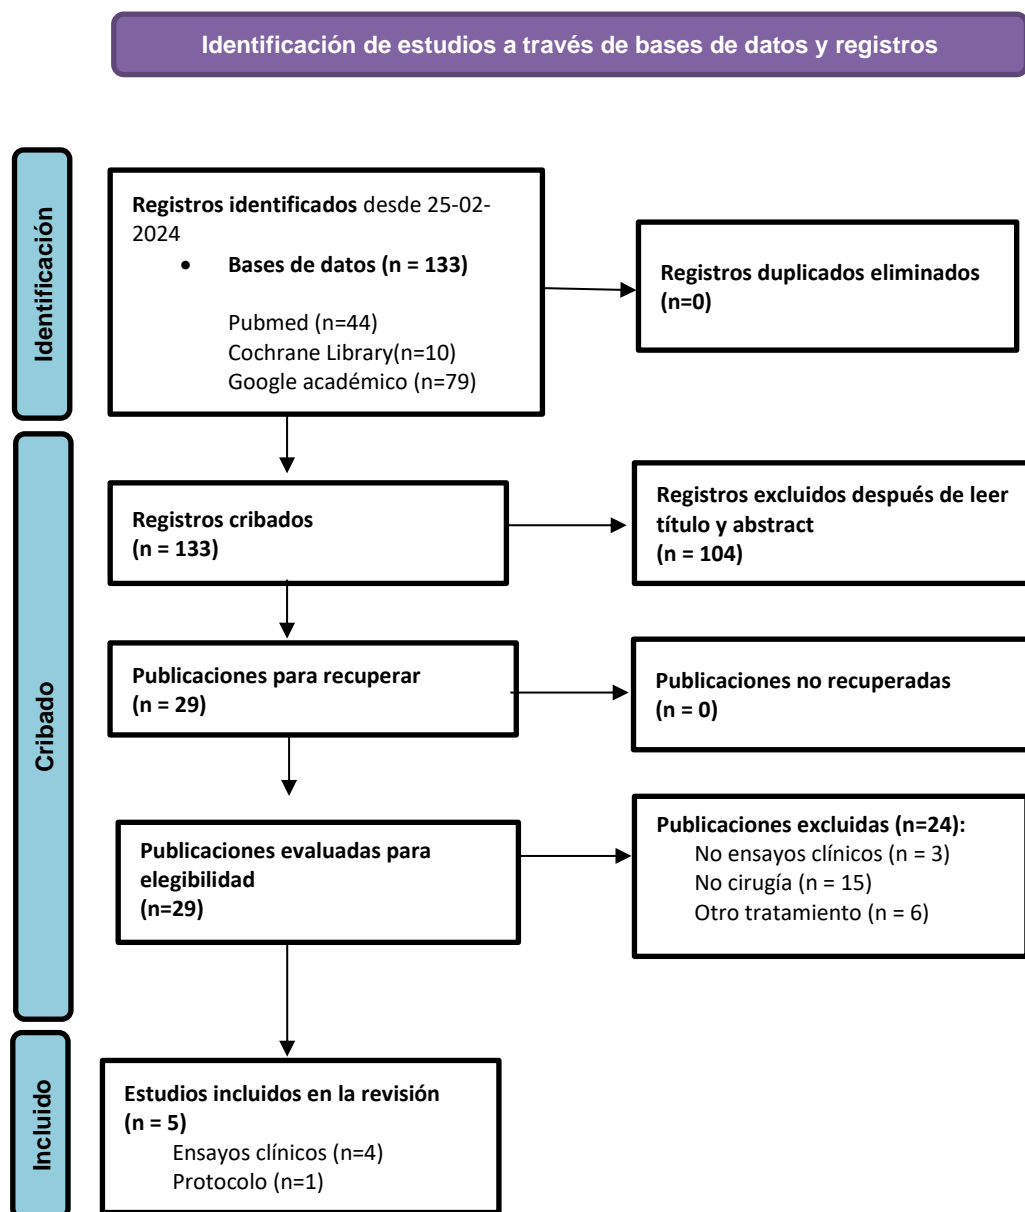 Identificación de estudios a través de bases de datos y registros
Identificación
Registros identificados desde 25-02-
2024
• Bases de datos (n = 133)
Pubmed (n=44)
Cochrane Library(n=10)
Google académico (n=79)
Registros duplicados eliminados
(n=0)
Cribado
Registros cribados
(n = 133)
Registros excluidos después de leer
título y abstract
(n = 104)
Publicaciones para recuperar
(n = 29)
Publicaciones no recuperadas
(n = 0)
Publicaciones evaluadas para
elegibilidad
(n=29)
Publicaciones excluidas (n=24):
No ensayos clínicos (n = 3)
No cirugía (n = 15)
Otro tratamiento (n = 6)
Incluido
Estudios incluidos en la revisión
(n = 5)
Ensayos clínicos (n=4)
Protocolo (n=1)